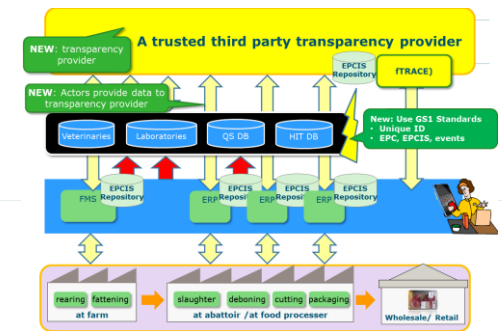 NEW: transparency
provider
A trusted third party transparency provider
EPCIS
Repository
fTRACE)
NEW: Actors provide data to
transparency provider
New: Use GS1 Standards
• Unique ID
• EPC, EPCIS, events
Veterinaries
Laboratories
QS DB
HIT DB
EPCIS
Repository
EPCIS
Repository
EPCIS
Repository
EPCIS
Repository
FMS
ERP
ERP
ERP
rearing
fattening
slaughter
deboning
cutting
packaging
at farm
at abattoir /at food processer
Wholesale/ Retail